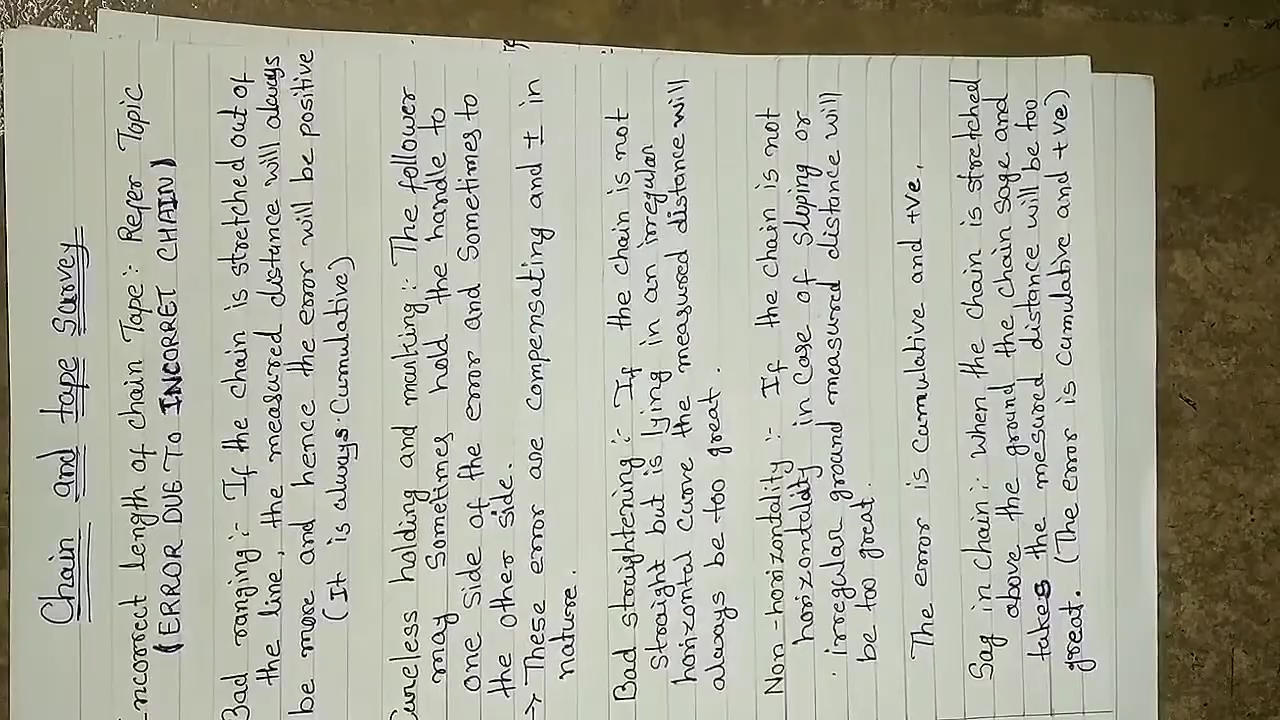 Chain and tape Survey
Incorrect length of chain Tape :- Refer Topic
(ERROR DUE TO INCORRET CHAIN)
Bad ranging :- If the chain is stretched out of
the line, the measured distance will always
be more and hence the error will be positive
(It is always Cumulative)
Careless holding and marking :- The follower
may Sometimes hold the handle to
one side of the error and Sometimes to
the other side.
→ These error are compensating and ± in
nature.
Bad straightening :- If the chain is not
straight but is lying in an irregular
horizontal curve the measured distance will
always be too great.
Non-horizontality :- If the chain is not
horizontality in case of sloping or
irregular ground measured distance will
be too great.
The error is cumulative and +ve.
Sag in chain :- when the chain is stretched
above the ground the chain sage and
takes the mesured distance will be too
great. (The error is cumulative and +ve)